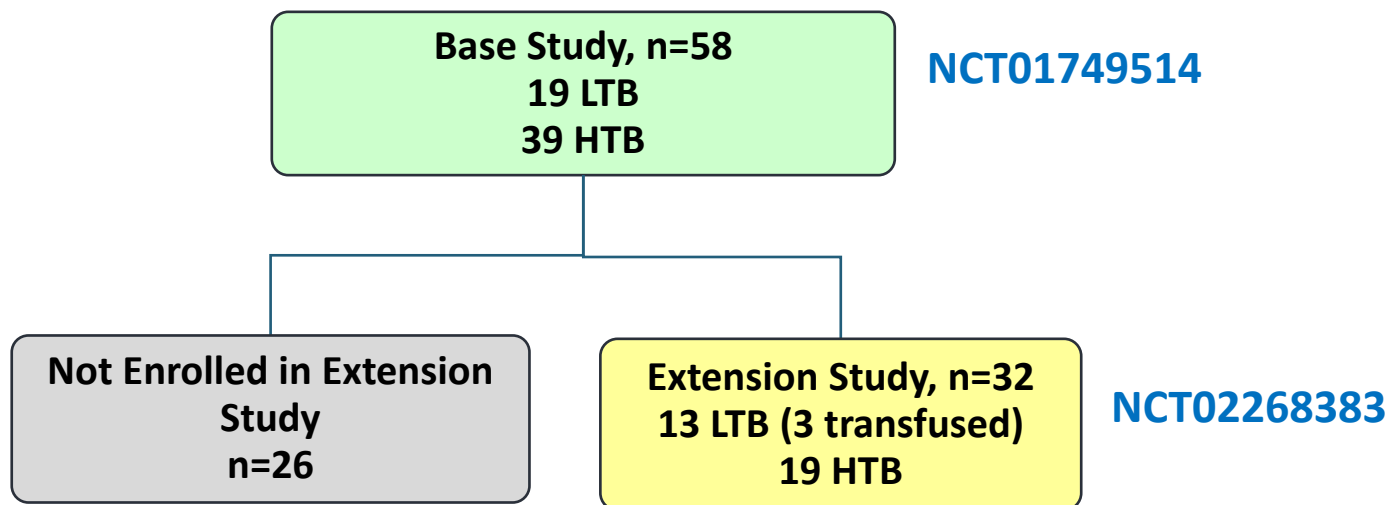 Base Study, n=58
19 LTB
39 HTB
NCT01749514
Not Enrolled in Extension
Study
n=26
Extension Study, n=32
13 LTB (3 transfused)
19 HTB
NCT02268383